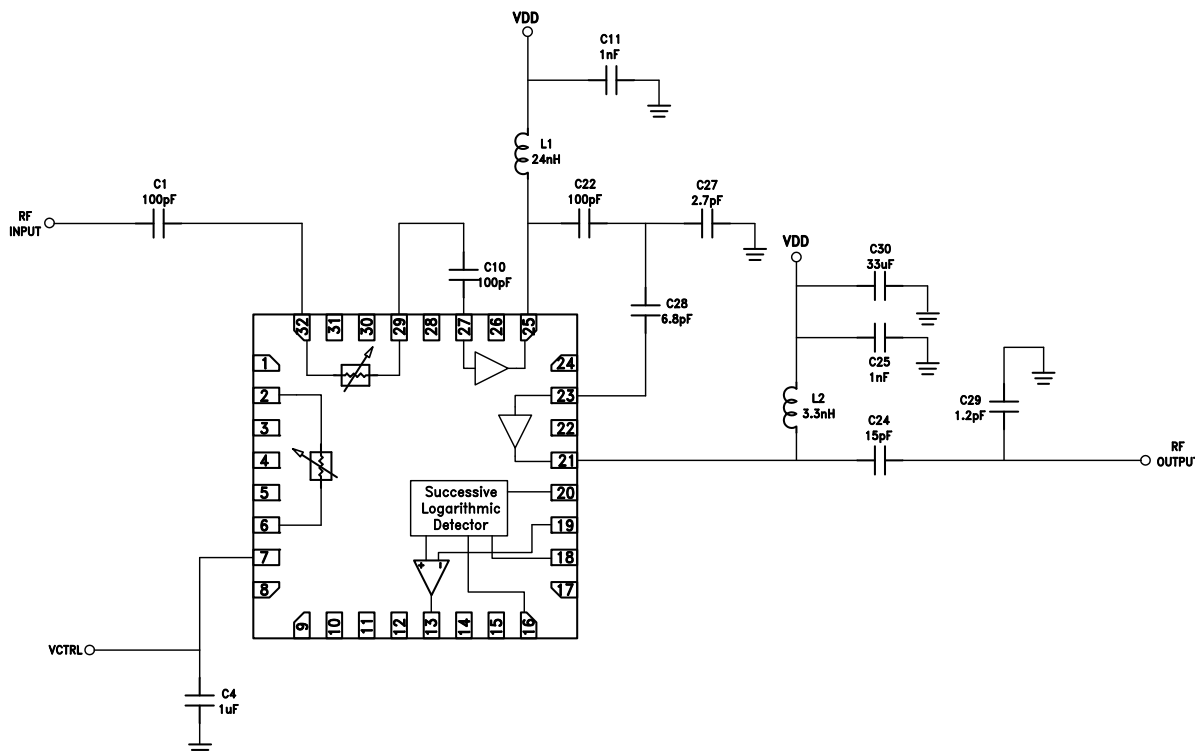 VDD
C11
1nF
L1
24nH
C1
100pF
C22
100pF
C27
2.7pF
RF
INPUT
VDD
C30
33uF
C10
100pF
C28
6.8pF
C25
1nF
32
31
30
29
28
27
26
25
1
2
3
4
5
6
7
8
24
23
22
21
20
19
18
17
L2
3.3nH
C24
15pF
C29
1.2pF
RF
OUTPUT
Successive
Logarithmic
Detector
+ -
9
10
11
12
13
14
15
16
VCTRL
C4
1uF